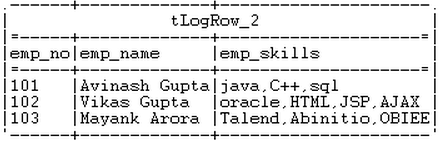 tLogRow_2
emp_no|emp_name|emp_skills
101|Avinash Gupta|java,C++,sql
102|Vikas Gupta|oracle,HTML,JSP,AJAX
103|Mayank Arora|Talend,Abinitio,OBIEE